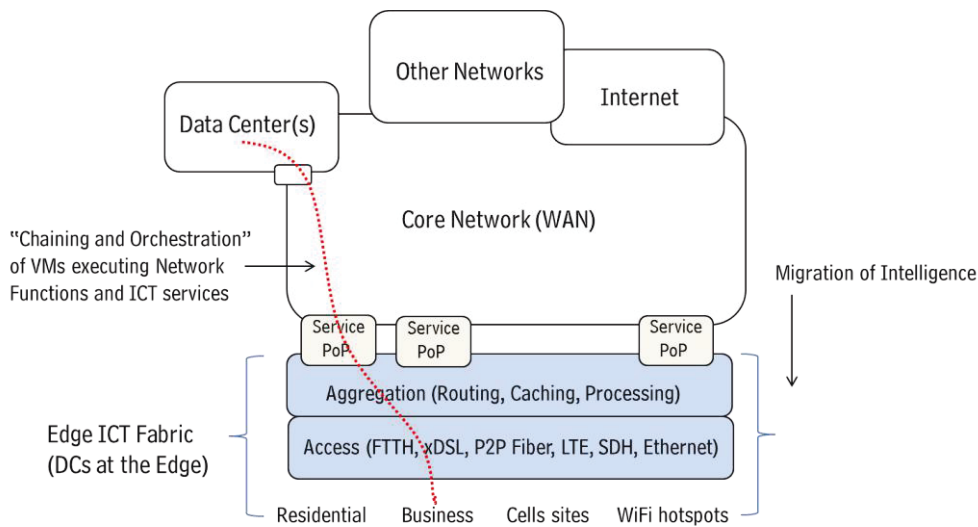 Other Networks
Internet
Data Center(s)
Core Network (WAN)
"Chaining and Orchestration"
of VMs executing Network
Functions and ICT services
Migration of Intelligence
Service
PoP
Service
PoP
Service
PoP
Aggregation (Routing, Caching, Processing)
Edge ICT Fabric
(DCs at the Edge)
Access (FTTH, xDSL, P2P Fiber, LTE, SDH, Ethernet)
Residential
Business
Cells sites
WiFi hotspots